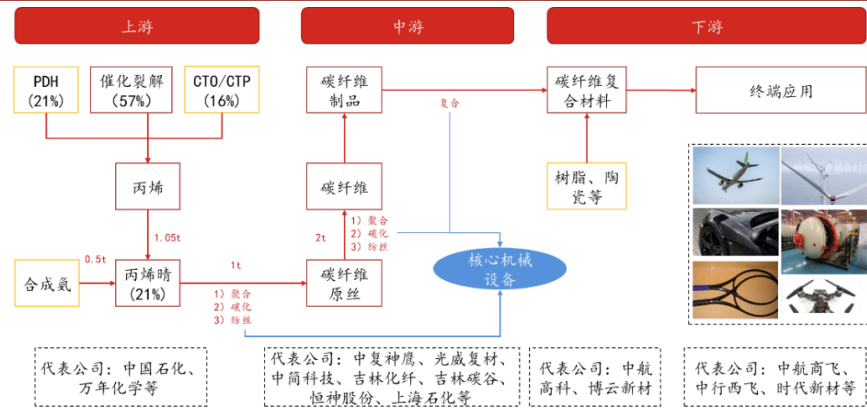 上游
中游
下游
PDH
(21%)
催化裂解
(57%)
CTO/CTP
(16%)
碳纤维
制品
复合
碳纤维复
合材料
终端应用
丙烯
碳纤维
树脂、陶
瓷等
1.05t
2t
1）聚合
2）碳化
3）纺丝
合成氨
0.5t
丙烯晴
(21%)
1t
1）聚合
2）碳化
3）纺丝
碳纤维
原丝
核心机械
设备
代表公司：中国石化、
万年化学等
代表公司：中复神鹰、光威复材、
中简科技、吉林化纤、吉林碳谷、
恒神股份、上海石化等
代表公司：中航
高科、博云新材
代表公司：中航商飞、
中行西飞、时代新材等